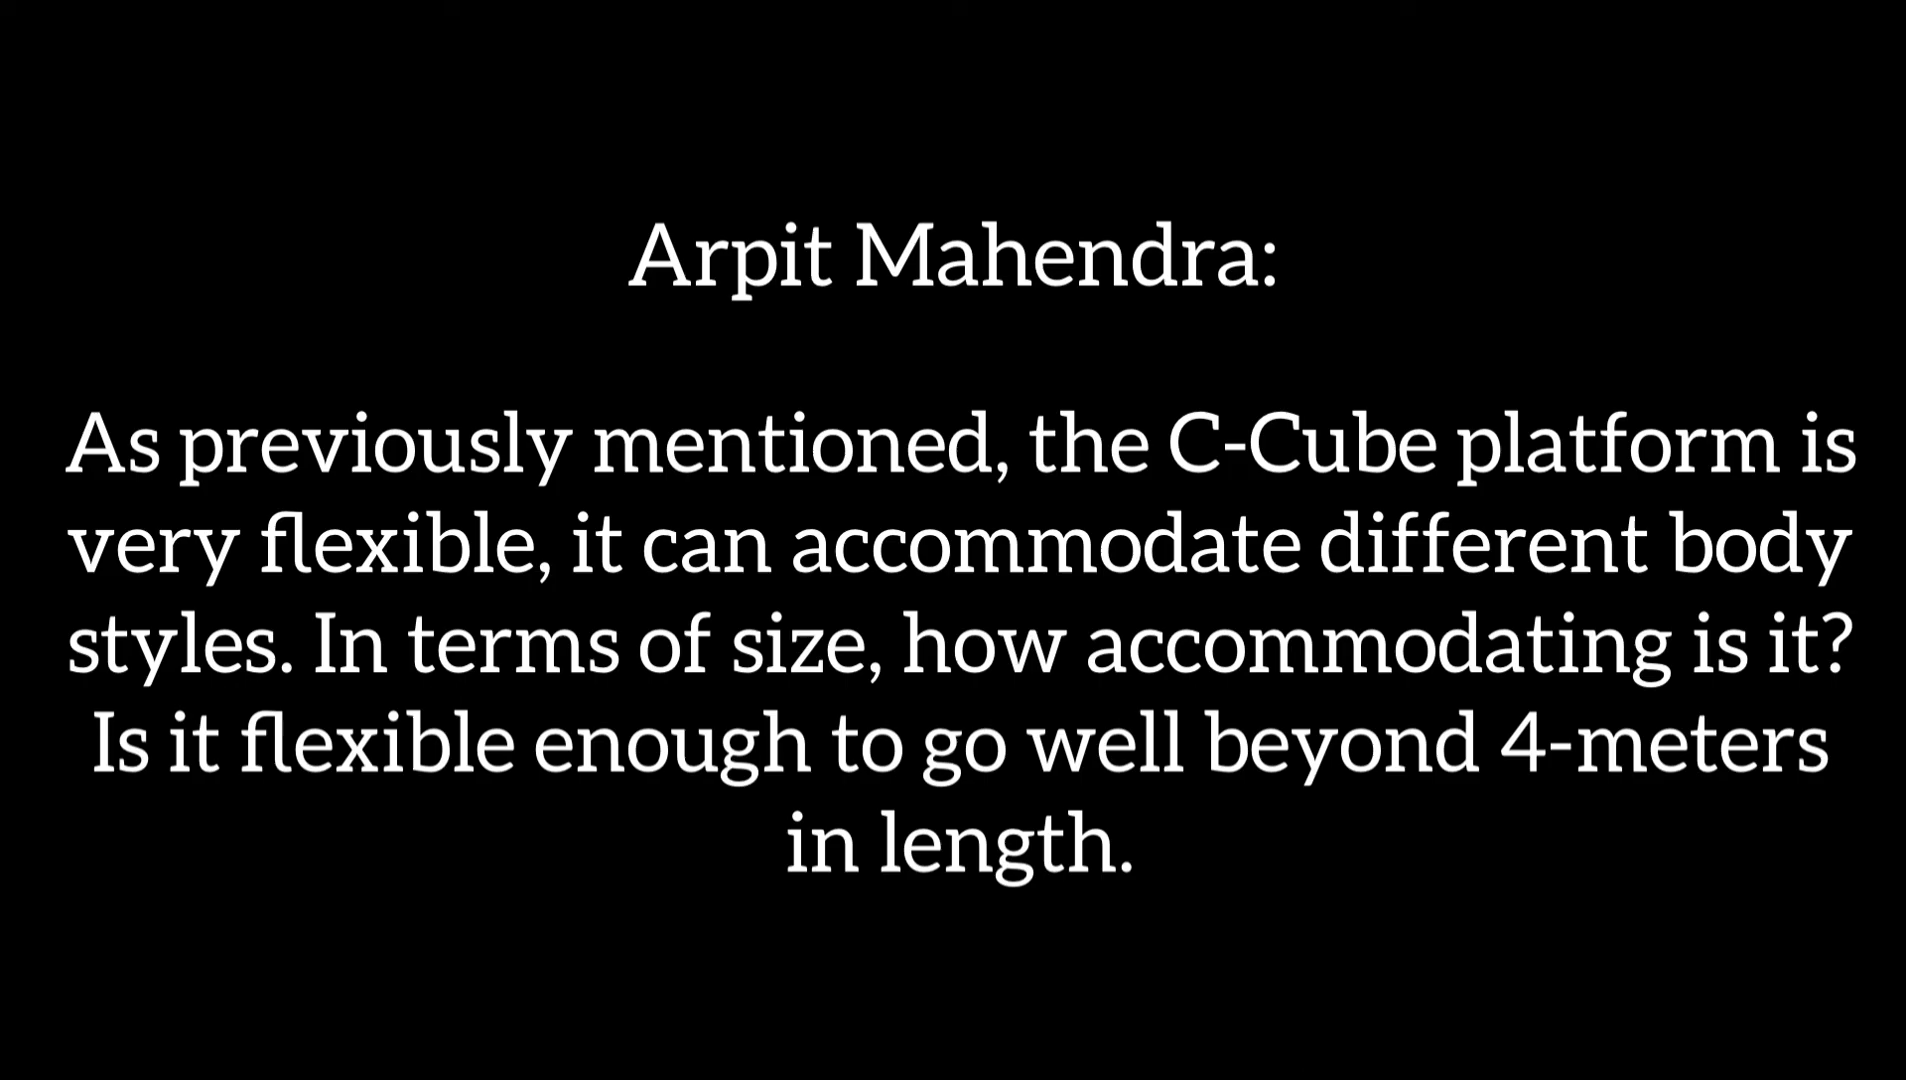 Arpit Mahendra:
As previously mentioned, the C-Cube platform is
very flexible, it can accommodate different body
styles. In terms of size, how accommodating is it?
Is it flexible enough to go well beyond 4-meters
in length.